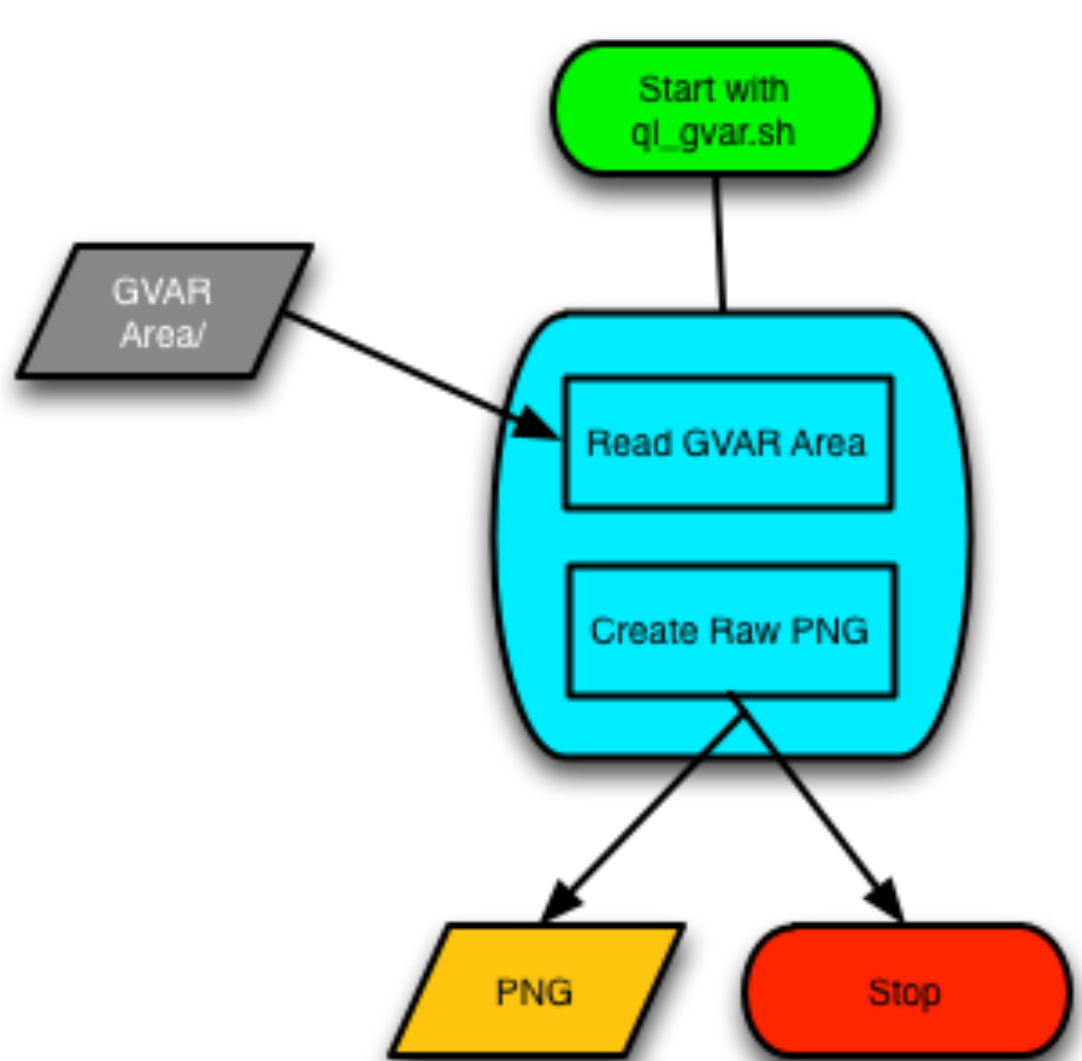 Start with
ql_gvar.sh
GVAR
Area/
Read GVAR Area
Create Raw PNG
PNG
Stop